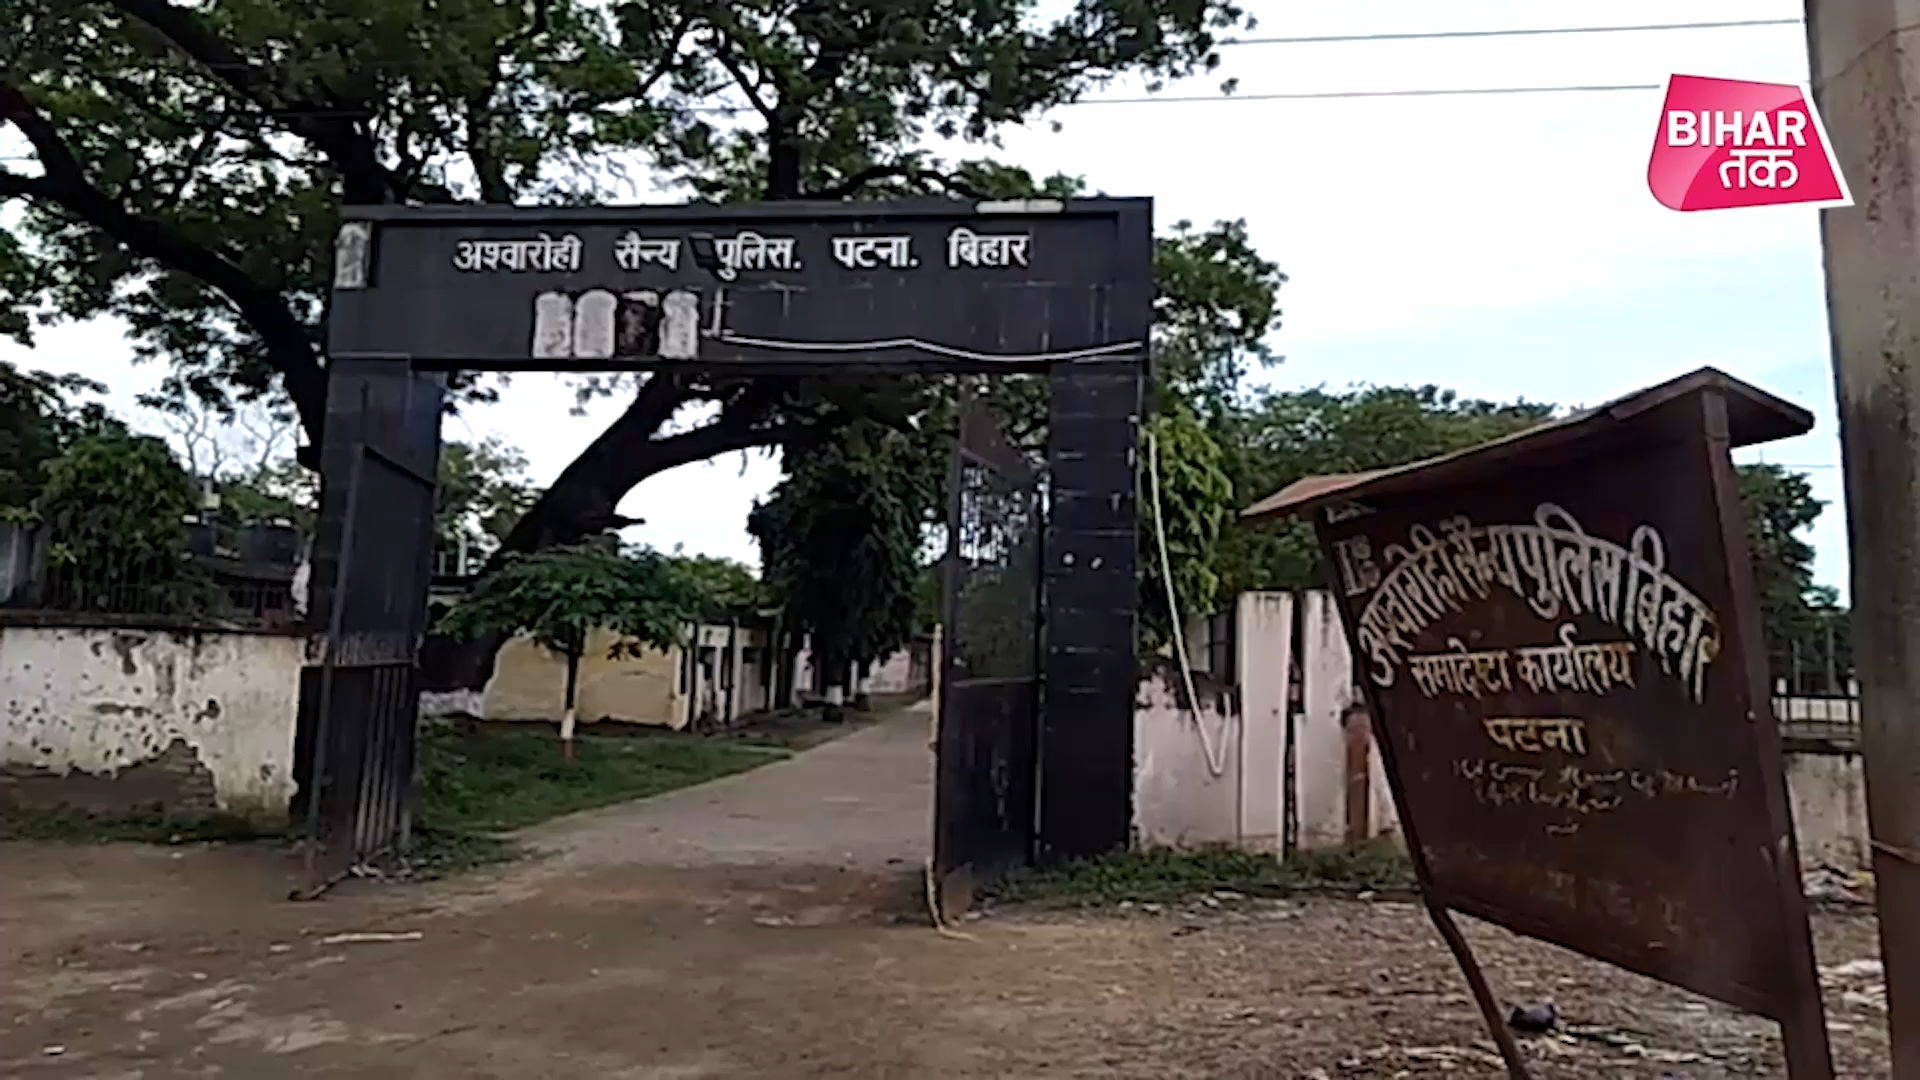 अश्वारोही सैन्य पुलिस. पटना. बिहार
BIHAR
तक
अश्वारोही सैन्य पुलिस बिहार
समादेष्टा कार्यालय
पटना